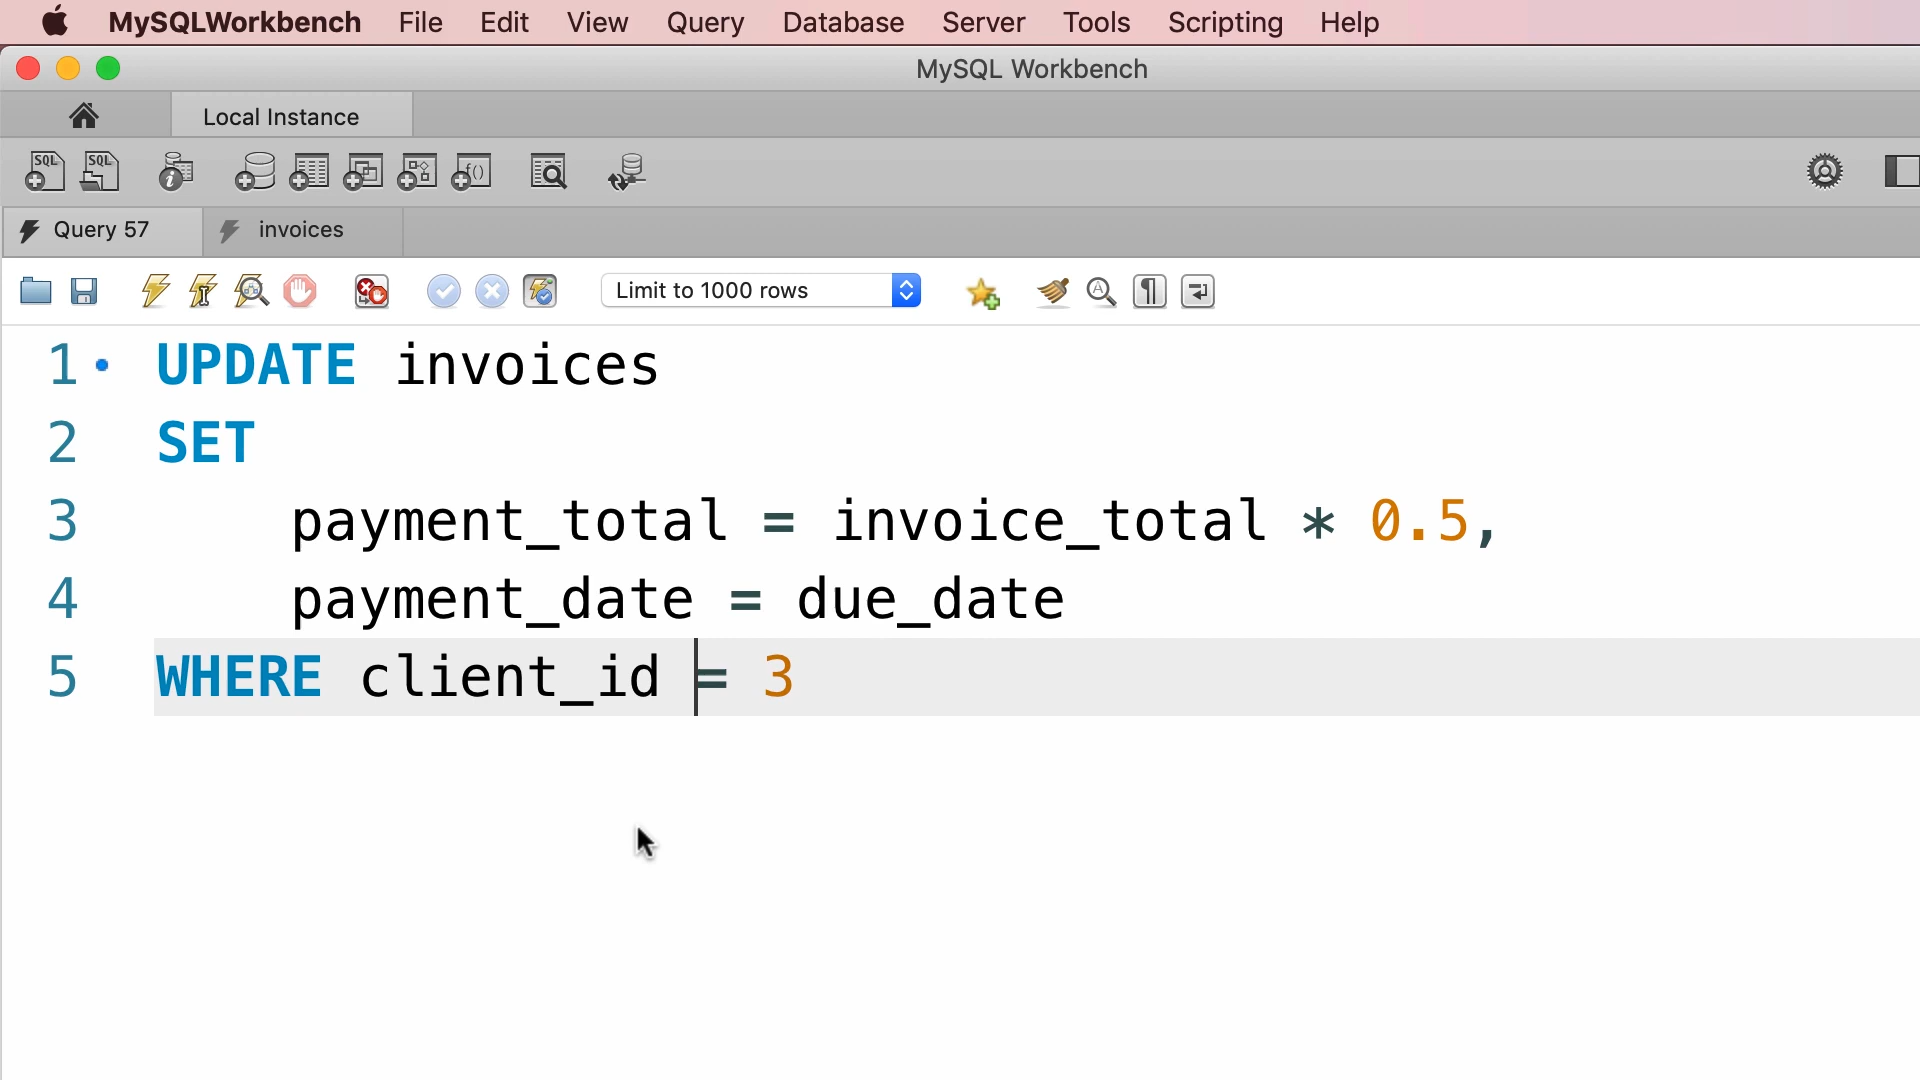 MySQLWorkbench File Edit View Query Database Server Tools Scripting Help
MySQL Workbench
Local Instance
SQL SQL f()
Query 57 invoices
Limit to 1000 rows
1 UPDATE invoices
2 SET
3 payment_total = invoice_total * 0.5,
4 payment_date = due_date
5 WHERE client_id = 3